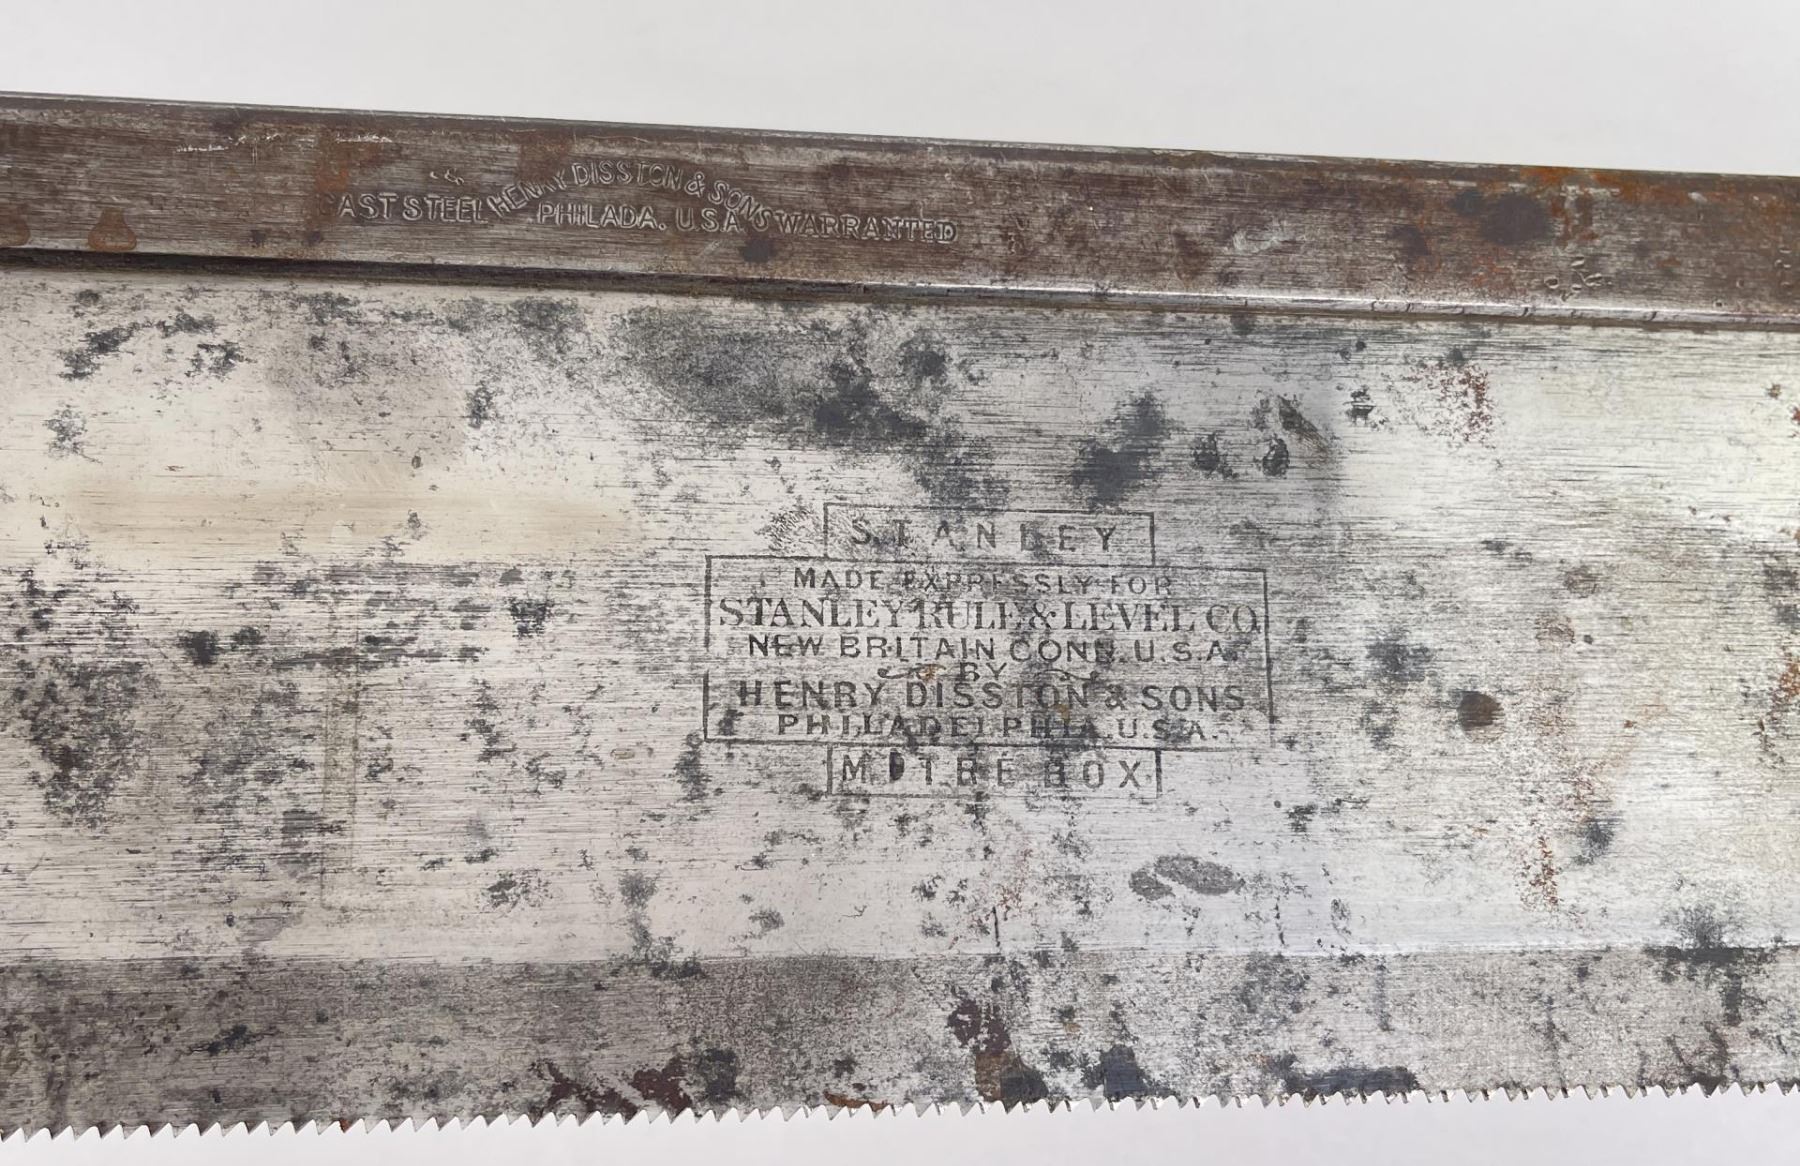 CAST STEEL HENRY DISSTON & SONS WARRANTED
PHILADA. U.S.A.
STANLEY
MADE EXPRESSLY FOR
STANLEY RULE & LEVEL CO.
NEW BRITAIN CONN. U.S.A.
BY
HENRY DISSTON & SONS
PHILADELPHIA. U.S.A.
MITRE BOX